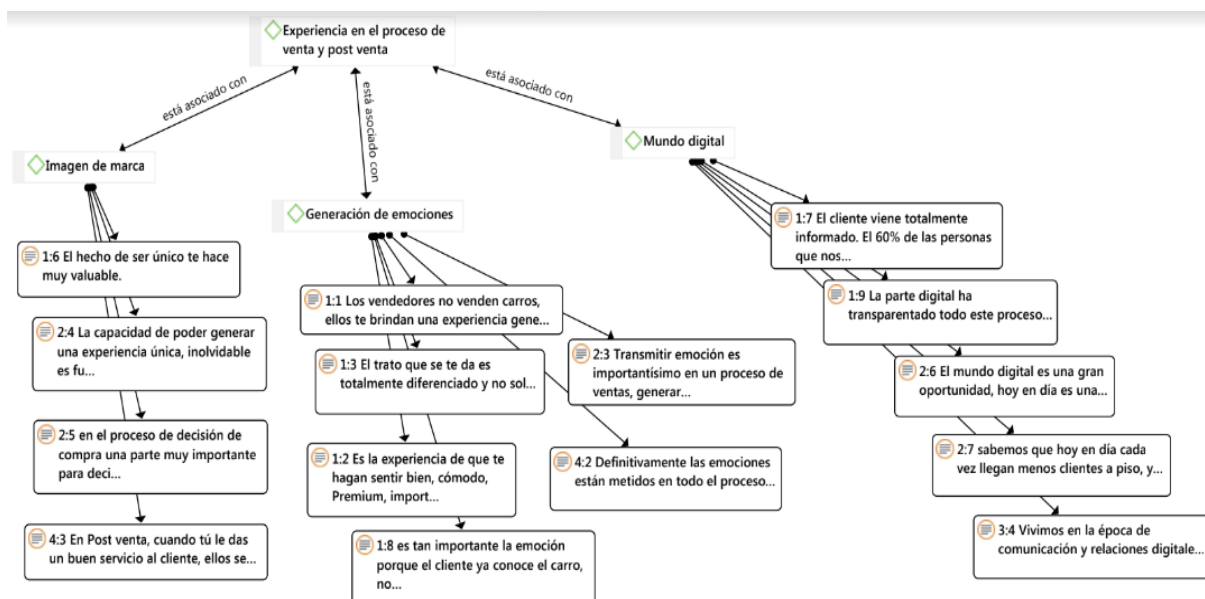 Experiencia en el proceso de
venta y post venta
está asociado con
está asociado con
está asociado con
Imagen de marca
Generación de emociones
Mundo digital
1:6 El hecho de ser único te hace
muy valuable.
2:4 La capacidad de poder generar
una experiencia única, inolvidable
es fu...
2:5 en el proceso de decisión de
compra una parte muy importante
para deci...
4:3 En Post venta, cuando tú le das
un buen servicio al cliente, ellos se...
1:1 Los vendedores no venden carros,
ellos te brindan una experiencia gene...
1:3 El trato que se te da es
totalmente diferenciado y no sol...
1:2 Es la experiencia de que te
hagan sentir bien, cómodo,
Premium, import...
1:8 es tan importante la emoción
porque el cliente ya conoce el carro,
no...
2:3 Transmitir emoción es
importantísimo en un proceso de
ventas, generar...
4:2 Definitivamente las emociones
están metidos en todo el proceso...
1:7 El cliente viene totalmente
informado. El 60% de las personas
que nos...
1:9 La parte digital ha
transparentado todo este proceso...
2:6 El mundo digital es una gran
oportunidad, hoy en día es una...
2:7 sabemos que hoy en día cada
vez llegan menos clientes a piso, y...
3:4 Vivimos en la época de
comunicación y relaciones digitale...